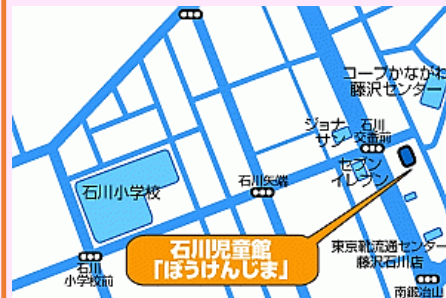 コープかながわ
藤沢センター
ジョナ
サン
石川
交番前
セブン
イレブン
石川小学校
石川矢端
石川児童館
「ぼうけんじま」
石川
小学校前
東京靴流通センター
藤沢石川店
南鍛冶山